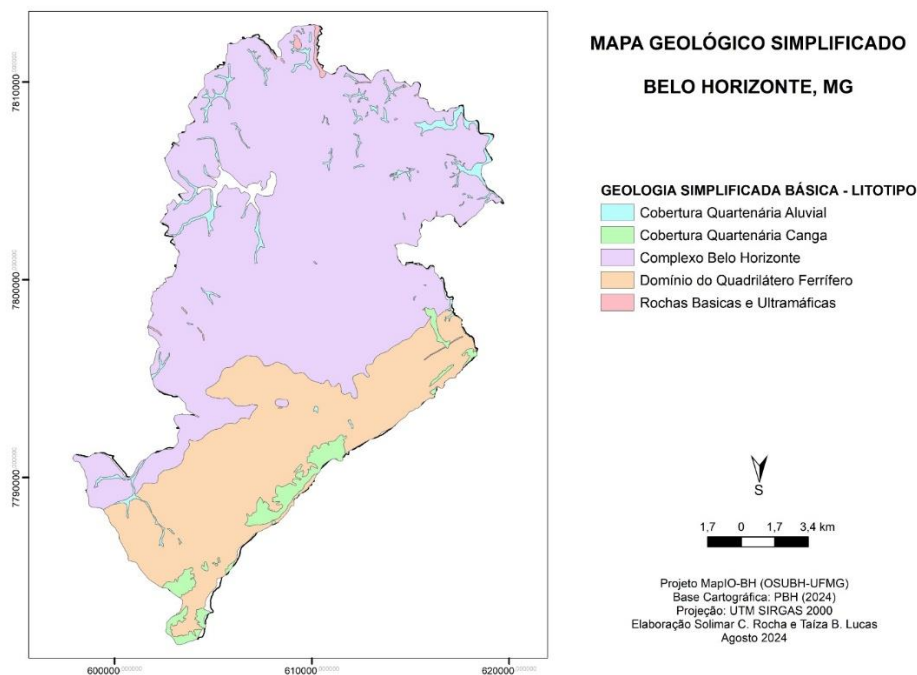 MAPA GEOLÓGICO SIMPLIFICADO
BELO HORIZONTE, MG
GEOLOGIA SIMPLIFICADA BÁSICA - LITOTIPO
Cobertura Quartenária Aluvial
Cobertura Quartenária Canga
Complexo Belo Horizonte
Domínio do Quadrilátero Ferrífero
Rochas Basicas e Ultramáficas
7810000
7800000
7790000
600000
610000
620000
S
1,7 0 1,7 3,4 km
Projeto MapIO-BH (OSUBH-UFMG)
Base Cartográfica: PBH (2024)
Projeção: UTM SIRGAS 2000
Elaboração Solimar C. Rocha e Taíza B. Lucas
Agosto 2024